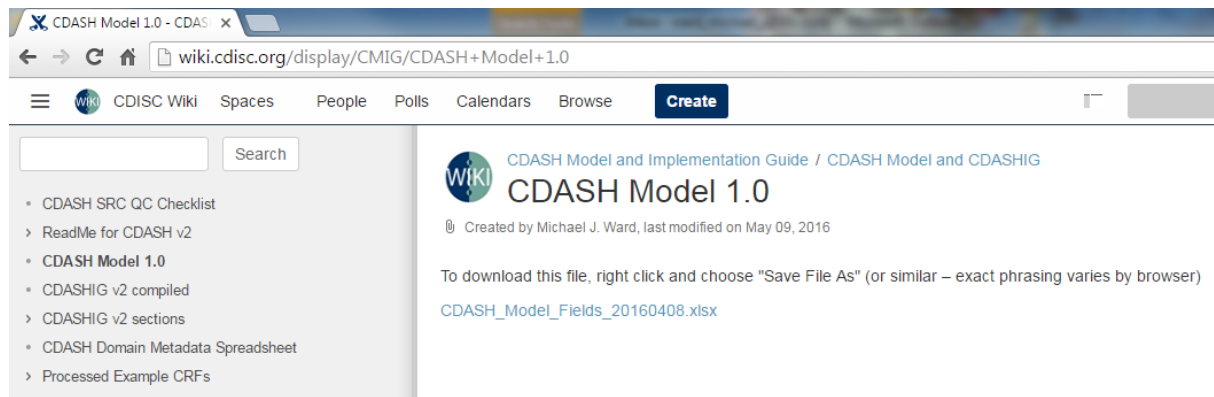 CDASH Model 1.0 - CDAS
wiki.cdisc.org/display/CMIG/CDASH+Model+1.0
WIKI CDISC Wiki Spaces People Polls Calendars Browse Create
Search
CDASH SRC QC Checklist
ReadMe for CDASH v2
CDASH Model 1.0
CDASHIG v2 compiled
CDASHIG v2 sections
CDASH Domain Metadata Spreadsheet
Processed Example CRFs
WIKI
CDASH Model and Implementation Guide / CDASH Model and CDASHIG
CDASH Model 1.0
Created by Michael J. Ward, last modified on May 09, 2016
To download this file, right click and choose "Save File As" (or similar – exact phrasing varies by browser)
CDASH_Model_Fields_20160408.xlsx